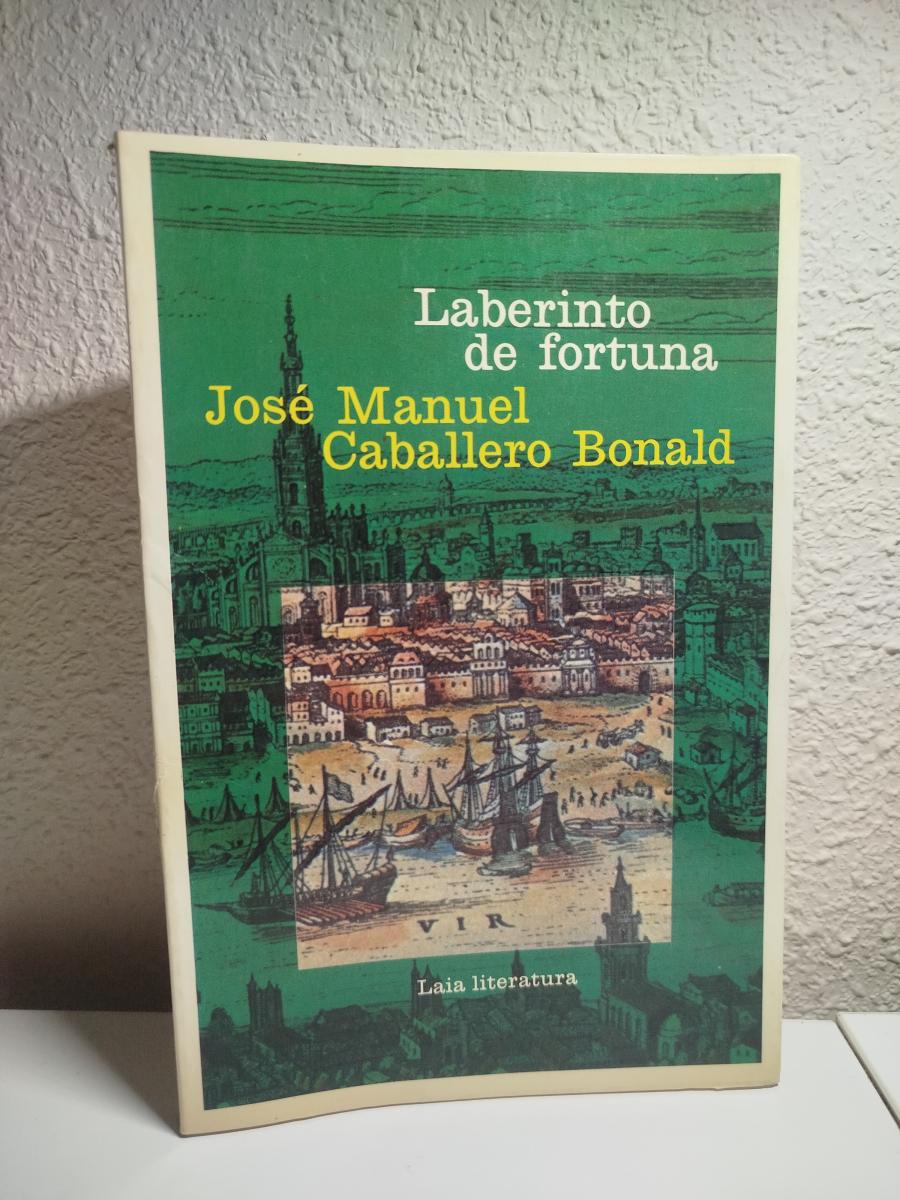 Laberinto
de fortuna
José Manuel
Caballero Bonald
VIR
Laia literatura